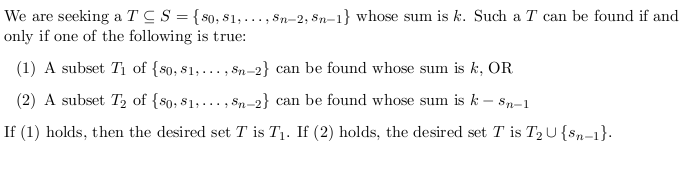 We are seeking a T ⊆ S = {s₀, s₁, . . . , sₙ₋₂, sₙ₋₁} whose sum is k. Such a T can be found if and
only if one of the following is true:
(1) A subset T₁ of {s₀, s₁, . . . , sₙ₋₂} can be found whose sum is k, OR
(2) A subset T₂ of {s₀, s₁, . . . , sₙ₋₂} can be found whose sum is k − sₙ₋₁
If (1) holds, then the desired set T is T₁. If (2) holds, the desired set T is T₂ ∪ {sₙ₋₁}.